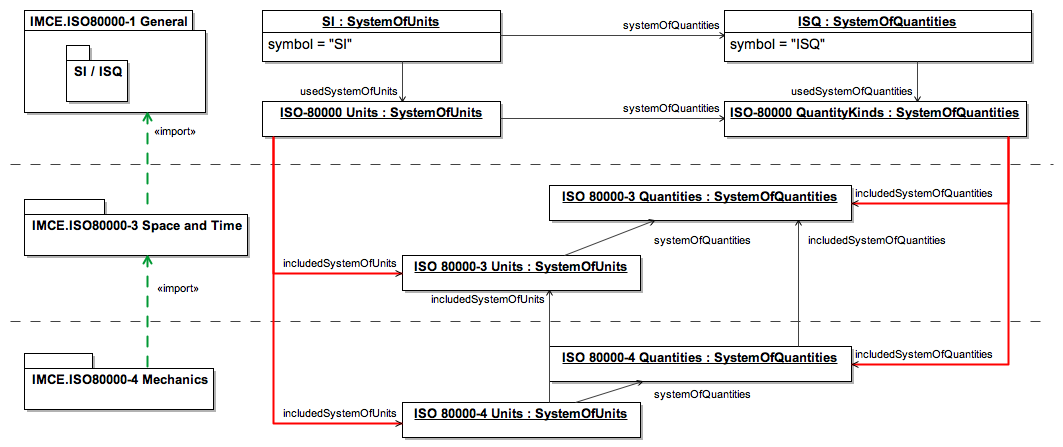 IMCE.ISO80000-1 General
SI / ISQ
«import»
IMCE.ISO80000-3 Space and Time
«import»
IMCE.ISO80000-4 Mechanics
SI : SystemOfUnits
symbol = "SI"
systemOfQuantities
ISQ : SystemOfQuantities
symbol = "ISQ"
usedSystemOfUnits
usedSystemOfQuantities
ISO-80000 Units : SystemOfUnits
systemOfQuantities
ISO-80000 QuantityKinds : SystemOfQuantities
ISO 80000-3 Quantities : SystemOfQuantities
includedSystemOfQuantities
systemOfQuantities
includedSystemOfQuantities
includedSystemOfUnits
ISO 80000-3 Units : SystemOfUnits
includedSystemOfUnits
ISO 80000-4 Quantities : SystemOfQuantities
includedSystemOfQuantities
systemOfQuantities
includedSystemOfUnits
ISO 80000-4 Units : SystemOfUnits